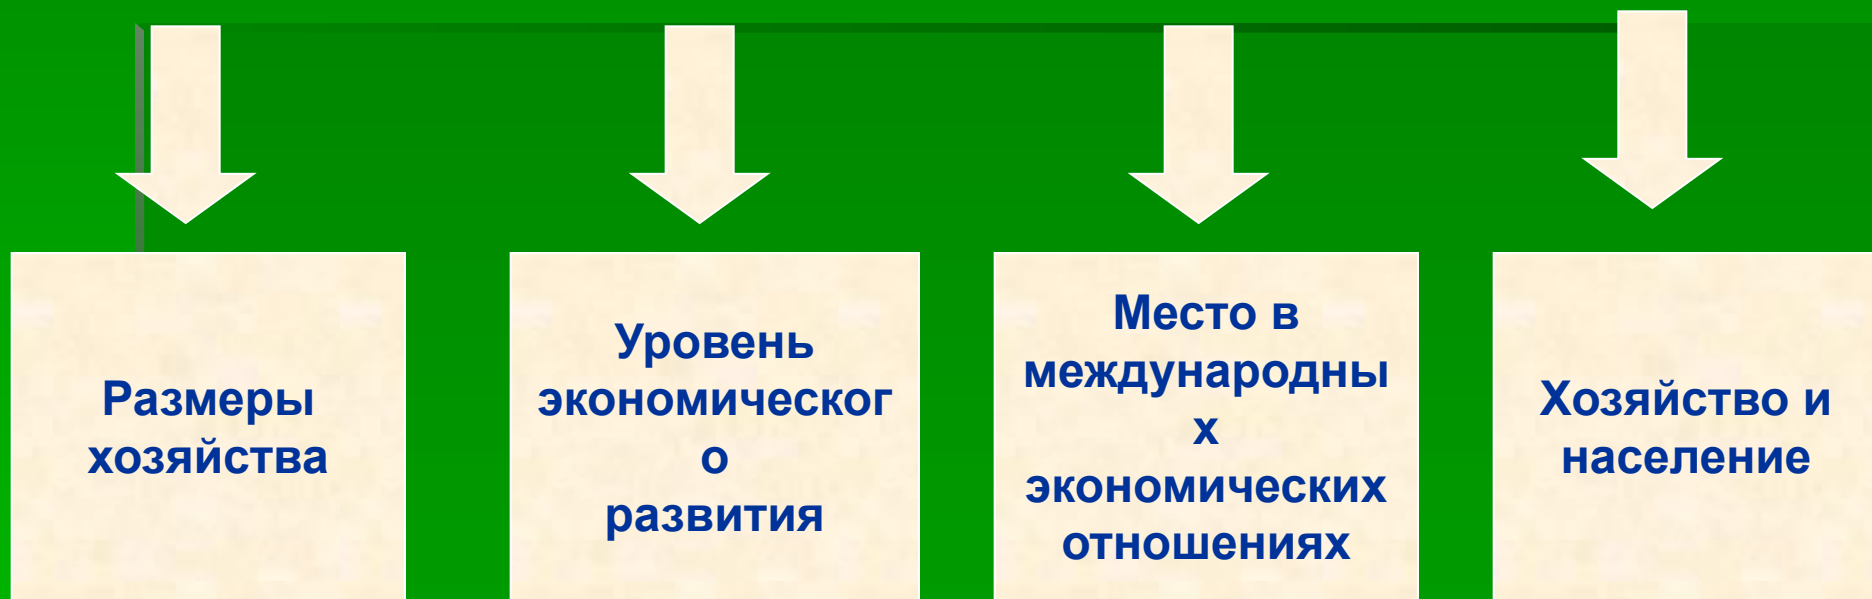 Размеры
хозяйства
Уровень
экономическог
о
развития
Место в
международны
х
экономических
отношениях
Хозяйство и
население